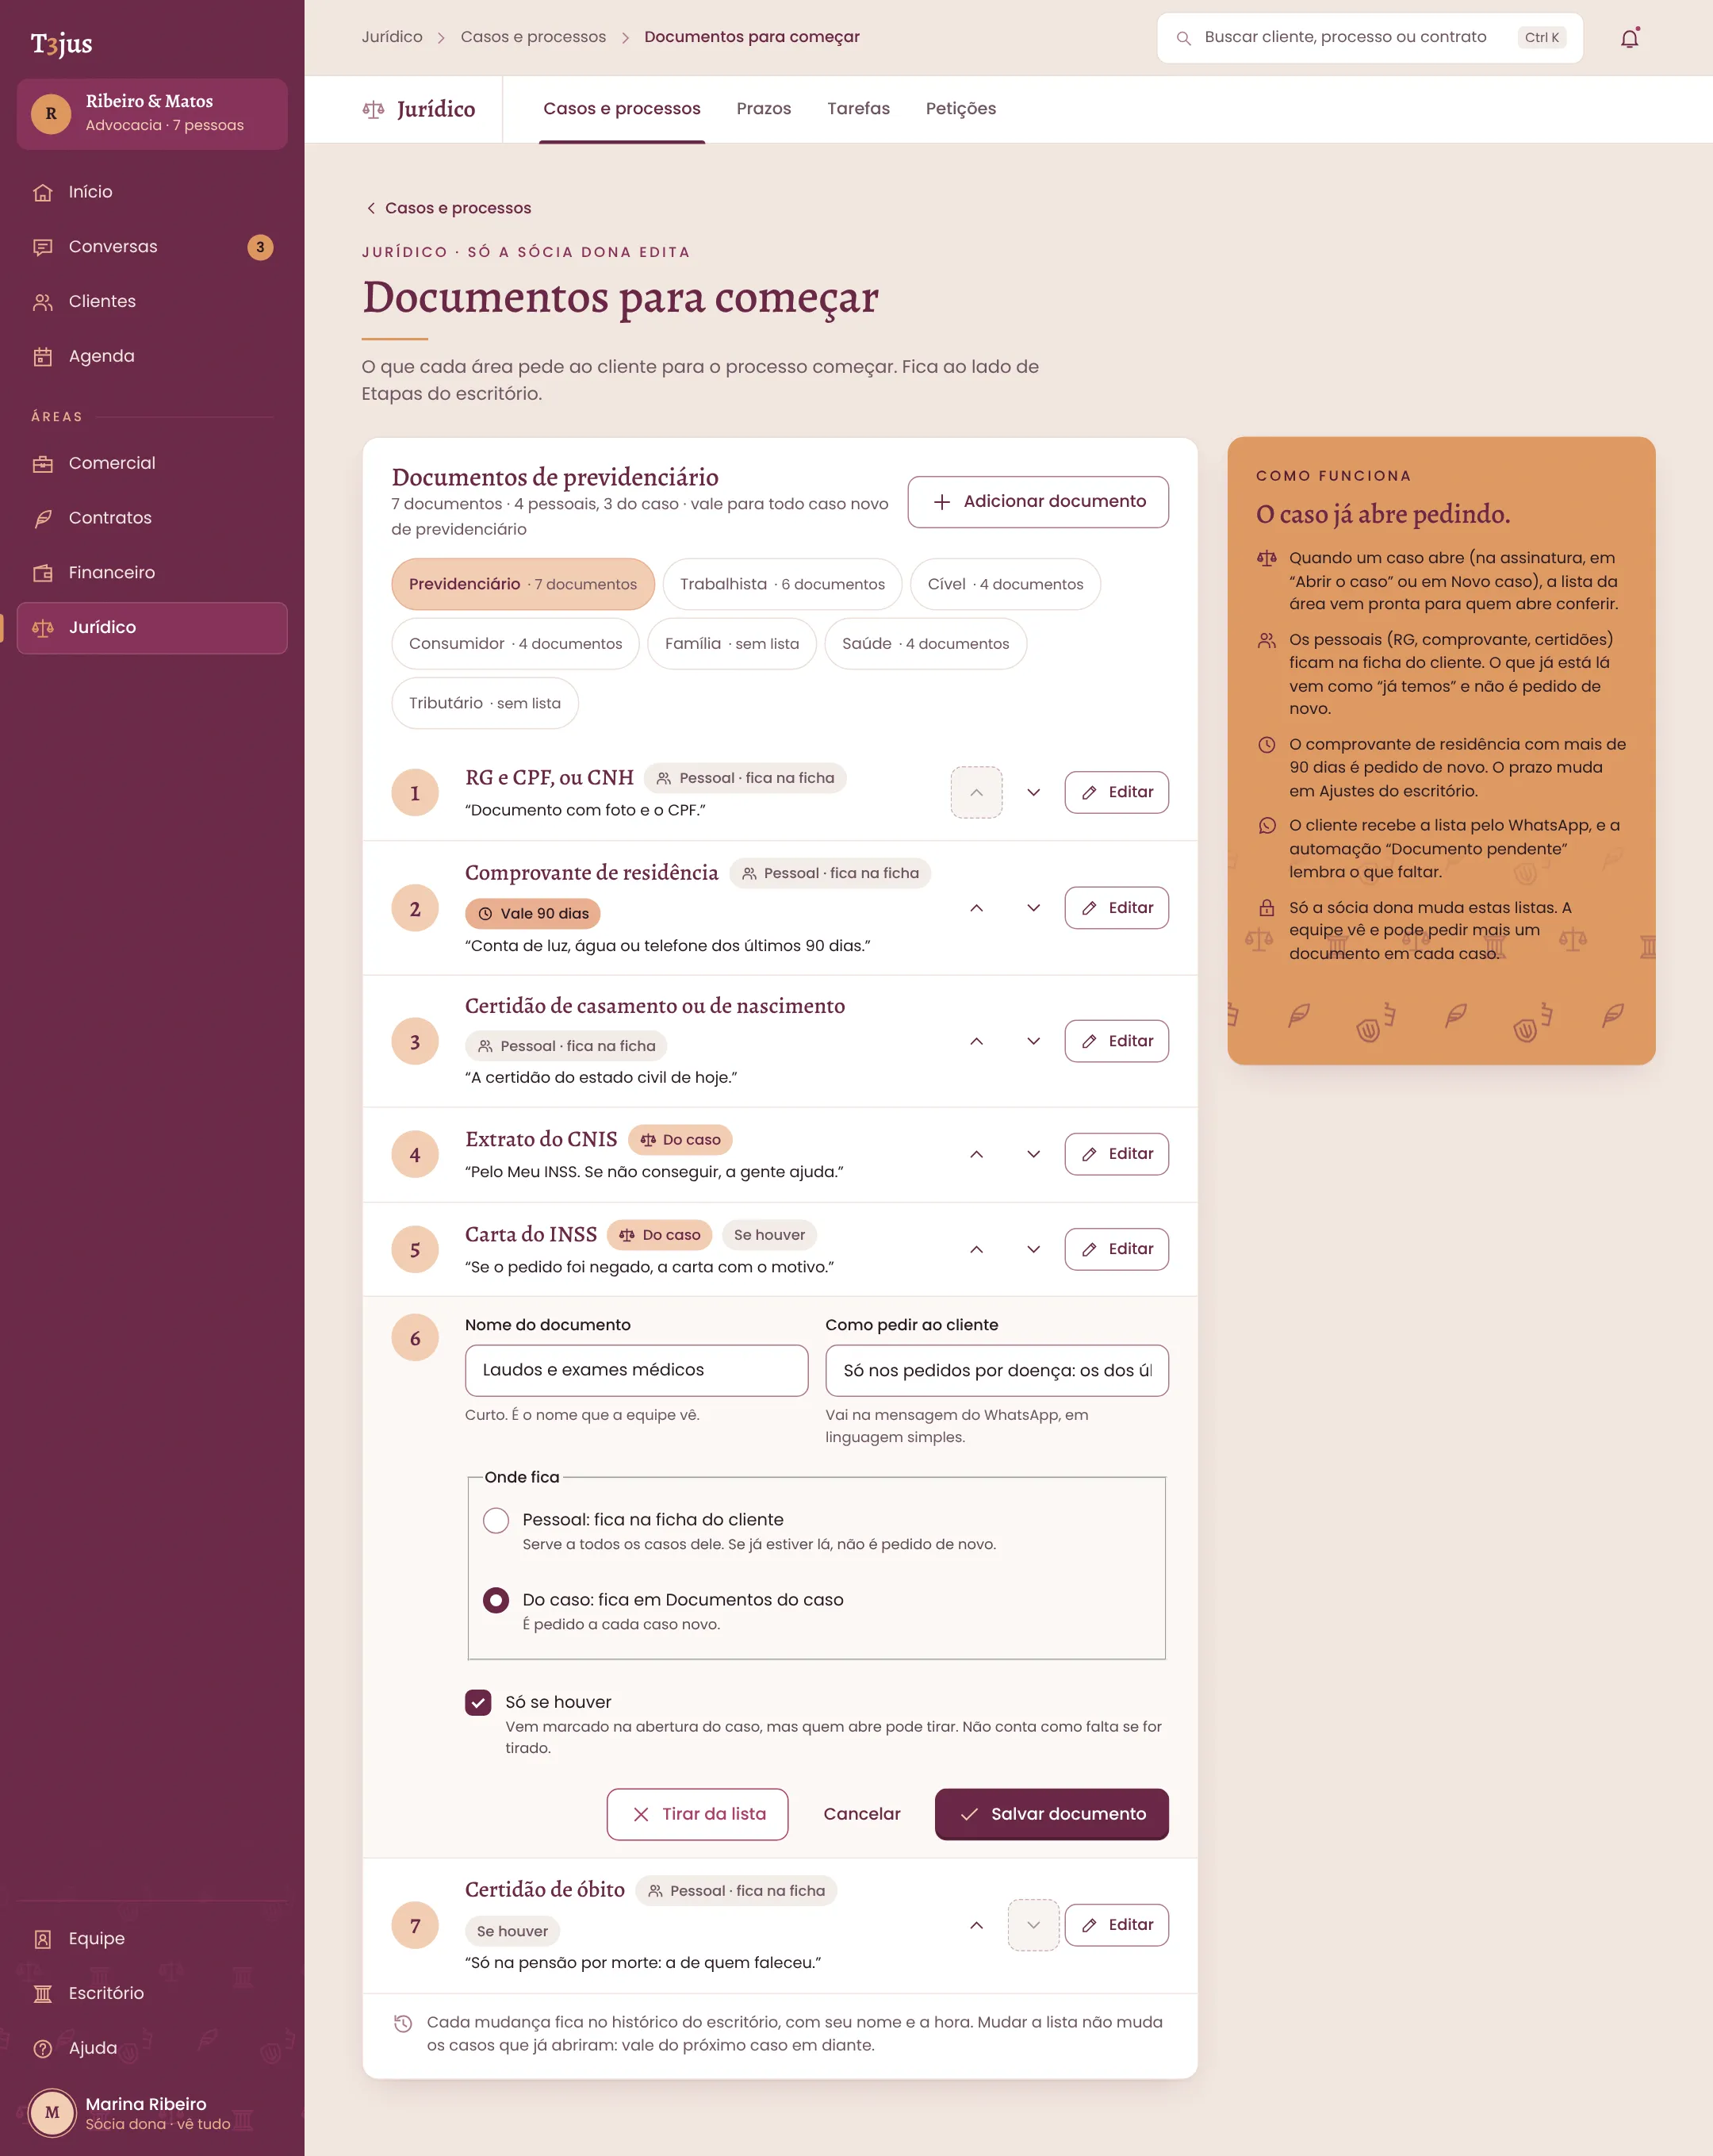 T3jus
R
Ribeiro & Matos
Advocacia · 7 pessoas
Início
Conversas
3
Clientes
Agenda
ÁREAS
Comercial
Contratos
Financeiro
Jurídico
Equipe
Escritório
Ajuda
M
Marina Ribeiro
Sócia dona · vê tudo
Jurídico
Casos e processos
Documentos para começar
Buscar cliente, processo ou contrato
Ctrl K
Jurídico
Casos e processos
Prazos
Tarefas
Petições
Casos e processos
JURÍDICO · SÓ A SÓCIA DONA EDITA
Documentos para começar
O que cada área pede ao cliente para o processo começar. Fica ao lado de
Etapas do escritório.
Documentos de previdenciário
7 documentos · 4 pessoais, 3 do caso · vale para todo caso novo
de previdenciário
Adicionar documento
Previdenciário · 7 documentos
Trabalhista · 6 documentos
Cível · 4 documentos
Consumidor · 4 documentos
Família · sem lista
Saúde · 4 documentos
Tributário · sem lista
1
RG e CPF, ou CNH
Pessoal · fica na ficha
“Documento com foto e o CPF.”
Editar
2
Comprovante de residência
Pessoal · fica na ficha
Vale 90 dias
“Conta de luz, água ou telefone dos últimos 90 dias.”
Editar
3
Certidão de casamento ou de nascimento
Pessoal · fica na ficha
“A certidão do estado civil de hoje.”
Editar
4
Extrato do CNIS
Do caso
“Pelo Meu INSS. Se não conseguir, a gente ajuda.”
Editar
5
Carta do INSS
Do caso
Se houver
“Se o pedido foi negado, a carta com o motivo.”
Editar
6
Nome do documento
Laudos e exames médicos
Curto. É o nome que a equipe vê.
Como pedir ao cliente
Só nos pedidos por doença: os dos úl
Vai na mensagem do WhatsApp, em
linguagem simples.
Onde fica
Pessoal: fica na ficha do cliente
Serve a todos os casos dele. Se já estiver lá, não é pedido de novo.
Do caso: fica em Documentos do caso
É pedido a cada caso novo.
Só se houver
Vem marcado na abertura do caso, mas quem abre pode tirar. Não conta como falta se for
tirado.
Tirar da lista
Cancelar
Salvar documento
7
Certidão de óbito
Pessoal · fica na ficha
Se houver
“Só na pensão por morte: a de quem faleceu.”
Editar
Cada mudança fica no histórico do escritório, com seu nome e a hora. Mudar a lista não muda
os casos que já abriram: vale do próximo caso em diante.
COMO FUNCIONA
O caso já abre pedindo.
Quando um caso abre (na assinatura, em
“Abrir o caso” ou em Novo caso), a lista da
área vem pronta para quem abre conferir.
Os pessoais (RG, comprovante, certidões)
ficam na ficha do cliente. O que já está lá
vem como “já temos” e não é pedido de
novo.
O comprovante de residência com mais de
90 dias é pedido de novo. O prazo muda
em Ajustes do escritório.
O cliente recebe a lista pelo WhatsApp, e a
automação “Documento pendente”
lembra o que faltar.
Só a sócia dona muda estas listas. A
equipe vê e pode pedir mais um
documento em cada caso.